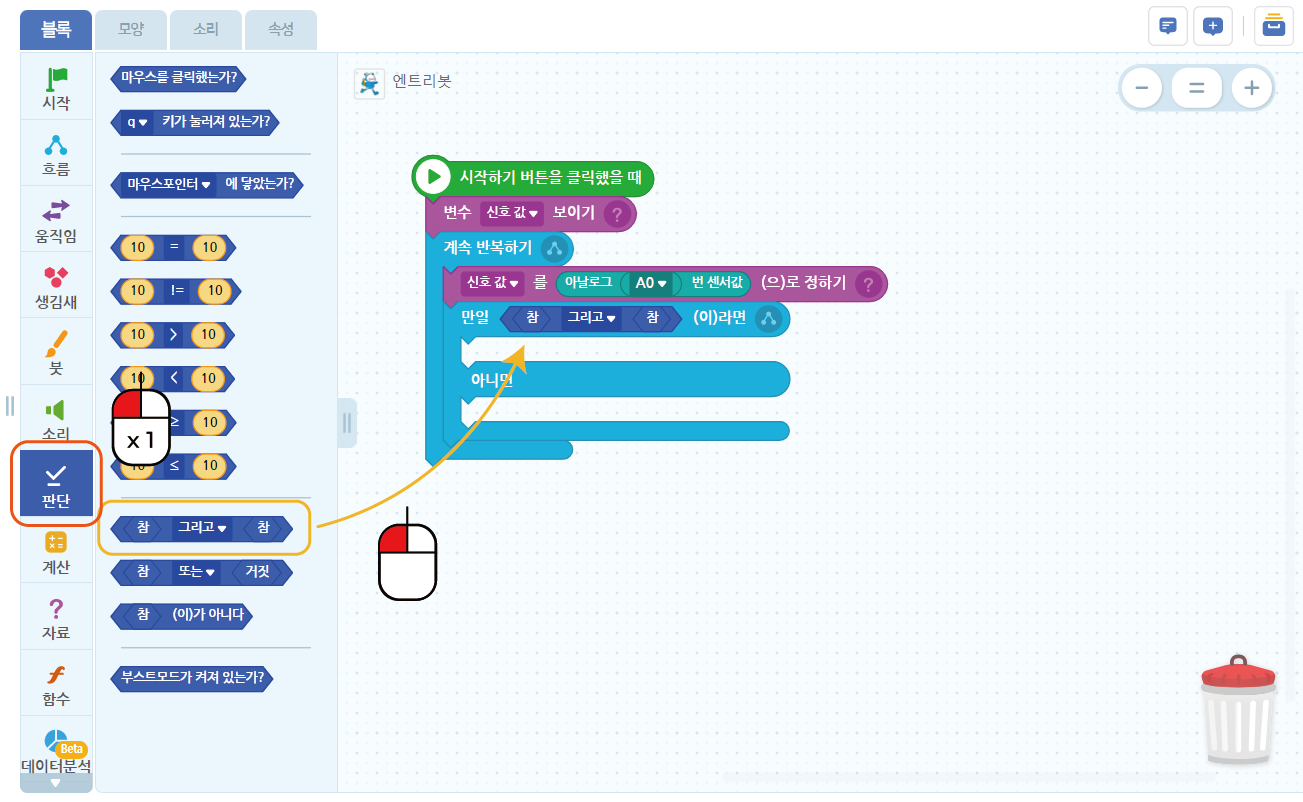 블록 모양 소리 속성
시작
흐름
움직임
생김새
붓
소리
판단
계산
자료
함수
Beta
데이터분석
마우스를 클릭했는가?
q 키가 눌러져 있는가?
마우스포인터 에 닿았는가?
10 = 10
10 != 10
10 > 10
10 < 10
≥ 10
10 ≤ 10
x 1
참 그리고 참
참 또는 거짓
참 (이)가 아니다
부스트모드가 켜져 있는가?
엔트리봇
시작하기 버튼을 클릭했을 때
변수 신호 값 보이기 ?
계속 반복하기
신호 값 를 아날로그 A0 번 센서값 (으)로 정하기 ?
만일 참 그리고 참 (이)라면
아니면